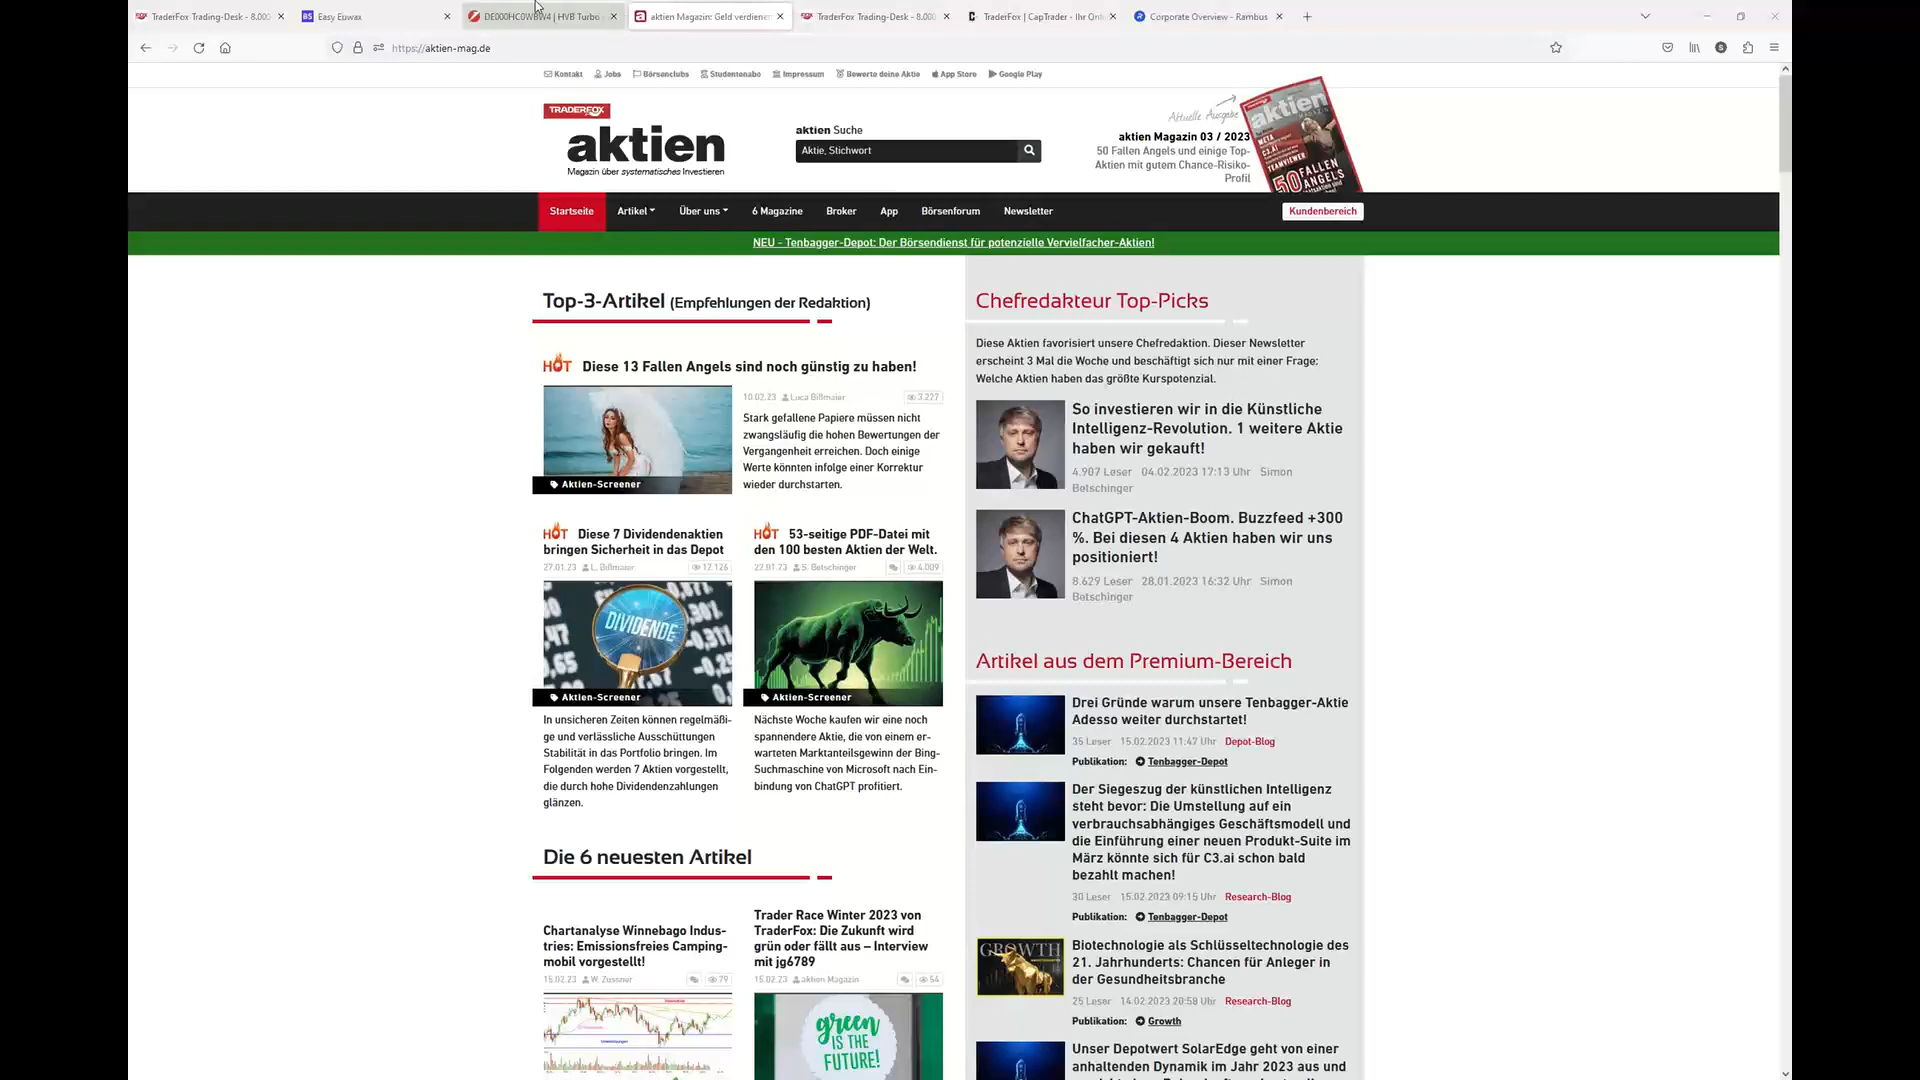 TraderFox Trading-Desk - 8.000
Easy Euwax
DE000HC0WBW4 | HVB Turbo
aktien Magazin: Geld verdienen
TraderFox Trading-Desk - 8.000
TraderFox | CapTrader - Ihr Onl
Corporate Overview - Rambus
https://aktien-mag.de
Kontakt Jobs Börsenclubs Studentenabo Impressum Bewerte deine Aktie App Store Google Play
TRADERFOX
aktien
Magazin über systematisches Investieren
aktien Suche
Aktie, Stichwort
Aktuelle Ausgabe
aktien Magazin 03 / 2023
50 Fallen Angels und einige Top-
Aktien mit gutem Chance-Risiko-
Profil
aktien
META
C3.AI
TEAMVIEWER
50 FALLEN
ANGELS
Startseite Artikel Über uns 6 Magazine Broker App Börsenforum Newsletter
Kundenbereich
NEU - Tenbagger-Depot: Der Börsendienst für potenzielle Vervielfacher-Aktien!
Top-3-Artikel (Empfehlungen der Redaktion)
HOT Diese 13 Fallen Angels sind noch günstig zu haben!
10.02.23 Luca Bißmaier 3.227
Stark gefallene Papiere müssen nicht
zwangsläufig die hohen Bewertungen der
Vergangenheit erreichen. Doch einige
Werte könnten infolge einer Korrektur
wieder durchstarten.
Aktien-Screener
HOT Diese 7 Dividendenaktien
bringen Sicherheit in das Depot
27.01.23 L. Bißmaier 12.126
DIVIDENDE
Aktien-Screener
In unsicheren Zeiten können regelmäßi-
ge und verlässliche Ausschüttungen
Stabilität in das Portfolio bringen. Im
Folgenden werden 7 Aktien vorgestellt,
die durch hohe Dividendenzahlungen
glänzen.
HOT 53-seitige PDF-Datei mit
den 100 besten Aktien der Welt.
22.01.23 S. Betschinger 4.009
Aktien-Screener
Nächste Woche kaufen wir eine noch
spannendere Aktie, die von einem er-
warteten Marktanteilsgewinn der Bing-
Suchmaschine von Microsoft nach Ein-
bindung von ChatGPT profitiert.
Die 6 neuesten Artikel
Chartanalyse Winnebago Indus-
tries: Emissionsfreies Camping-
mobil vorgestellt!
15.02.23 W. Zussner 79
Trader Race Winter 2023 von
TraderFox: Die Zukunft wird
grün oder fällt aus – Interview
mit jg6789
15.02.23 aktien Magazin 54
green
IS THE
FUTURE!
Chefredakteur Top-Picks
Diese Aktien favorisiert unsere Chefredaktion. Dieser Newsletter
erscheint 3 Mal die Woche und beschäftigt sich nur mit einer Frage:
Welche Aktien haben das größte Kurspotenzial.
So investieren wir in die Künstliche
Intelligenz-Revolution. 1 weitere Aktie
haben wir gekauft!
4.907 Leser 04.02.2023 17:13 Uhr Simon
Betschinger
ChatGPT-Aktien-Boom. Buzzfeed +300
%. Bei diesen 4 Aktien haben wir uns
positioniert!
8.629 Leser 28.01.2023 16:32 Uhr Simon
Betschinger
Artikel aus dem Premium-Bereich
Drei Gründe warum unsere Tenbagger-Aktie
Adesso weiter durchstartet!
35 Leser 15.02.2023 11:47 Uhr Depot-Blog
Publikation: Tenbagger-Depot
Der Siegeszug der künstlichen Intelligenz
steht bevor: Die Umstellung auf ein
verbrauchsabhängiges Geschäftsmodell und
die Einführung einer neuen Produkt-Suite im
März könnte sich für C3.ai schon bald
bezahlt machen!
30 Leser 15.02.2023 09:15 Uhr Research-Blog
Publikation: Tenbagger-Depot
GROWTH
Biotechnologie als Schlüsseltechnologie des
21. Jahrhunderts: Chancen für Anleger in
der Gesundheitsbranche
25 Leser 14.02.2023 20:58 Uhr Research-Blog
Publikation: Growth
Unser Depotwert SolarEdge geht von einer
anhaltenden Dynamik im Jahr 2023 aus und